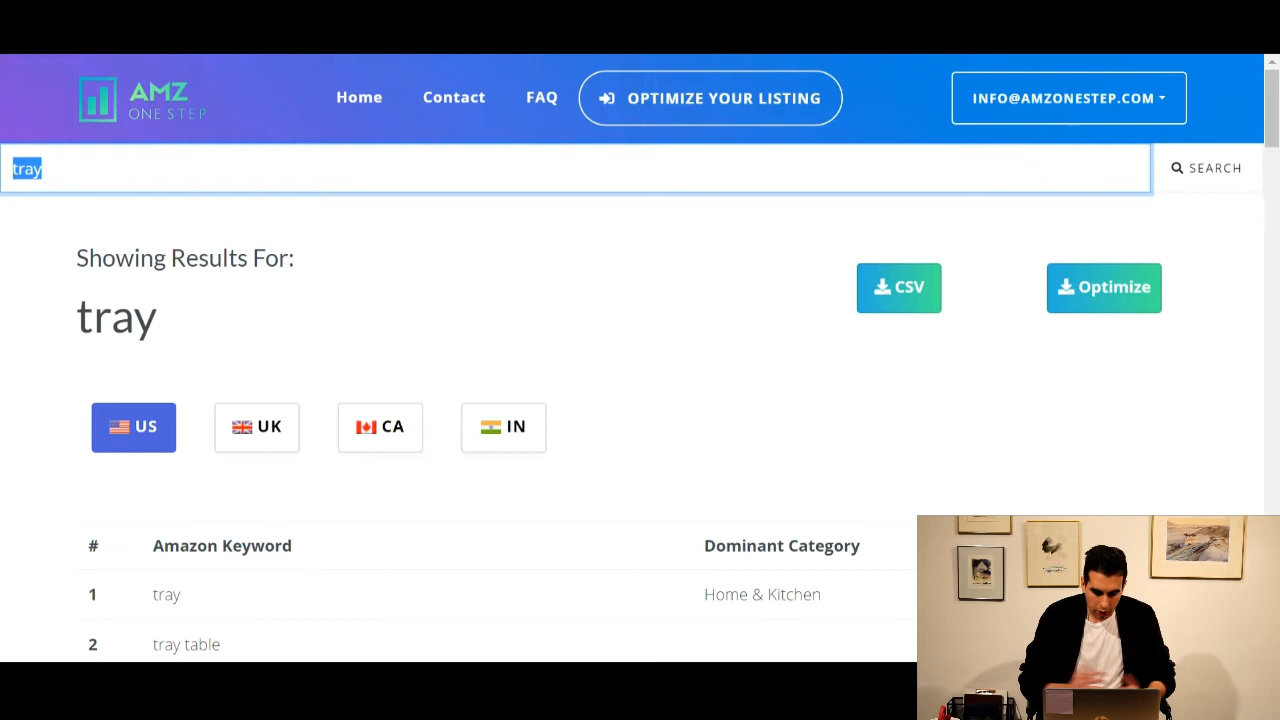 AMZ
ONE STEP
Home
Contact
FAQ
OPTIMIZE YOUR LISTING
INFO@AMZONESTEP.COM
tray
SEARCH
Showing Results For:
tray
CSV
Optimize
US
UK
CA
IN
# Amazon Keyword Dominant Category
1 tray Home & Kitchen
2 tray table